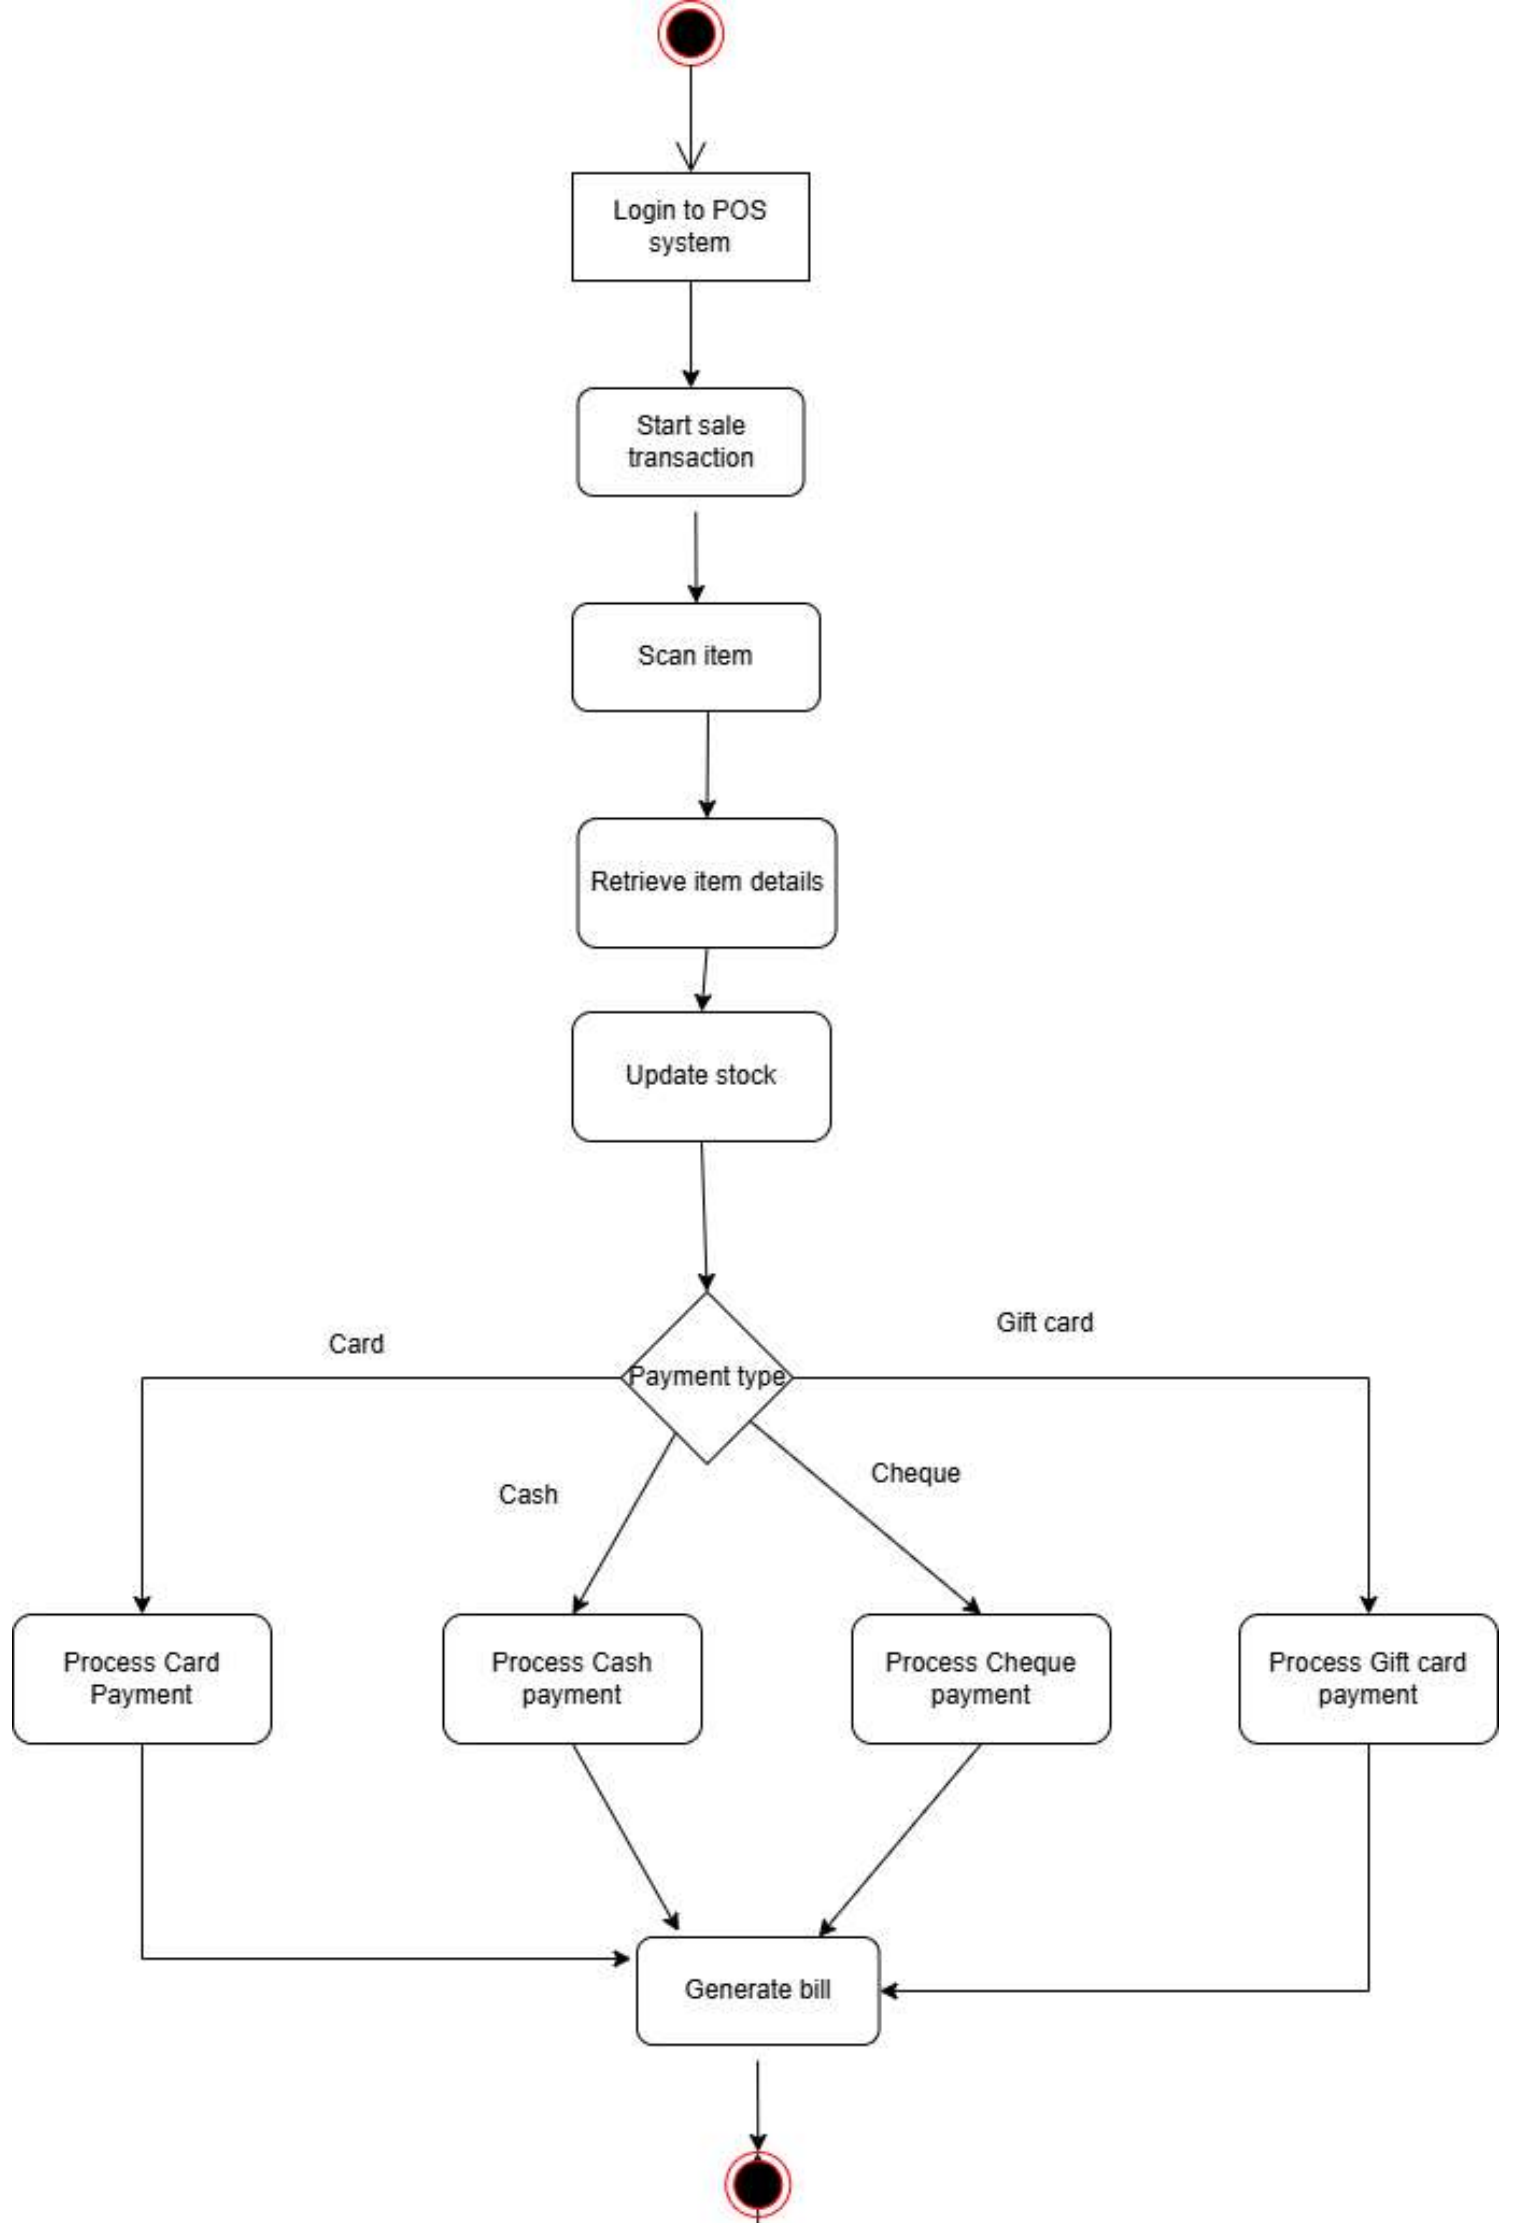 Login to POS
system
Start sale
transaction
Scan item
Retrieve item details
Update stock
Payment type
Card
Gift card
Cash
Cheque
Process Card
Payment
Process Cash
payment
Process Cheque
payment
Process Gift card
payment
Generate bill